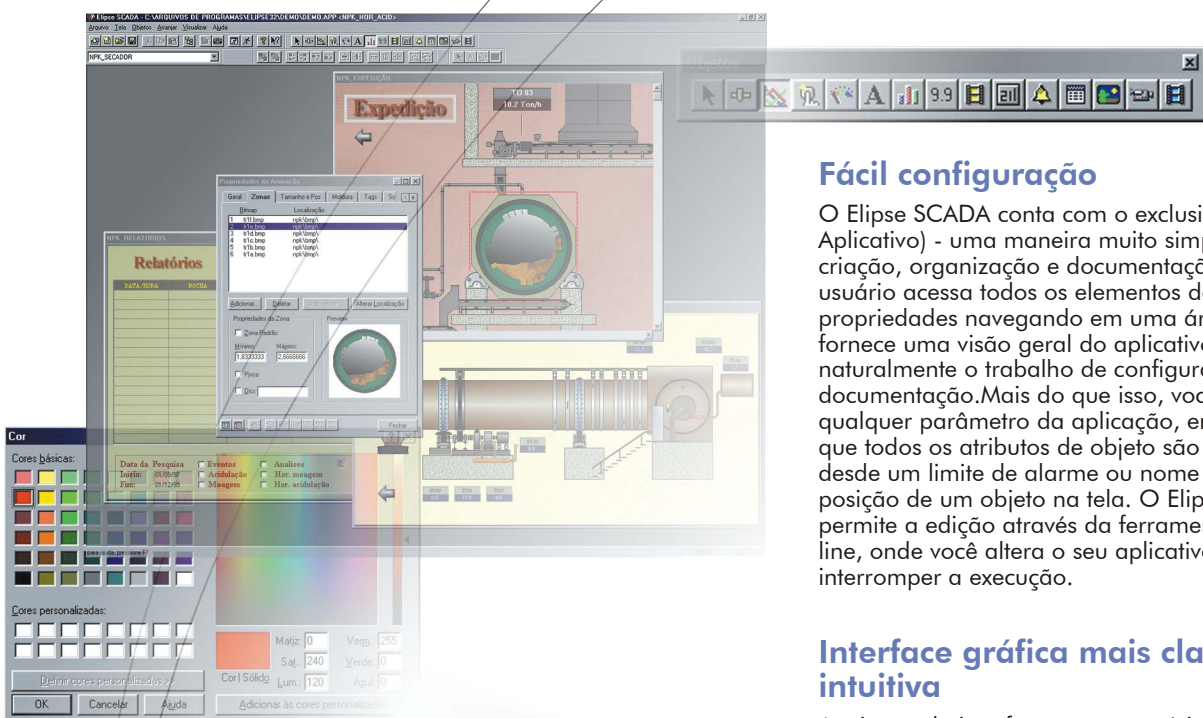 Elipse SCADA - C:\ARQUIVOS DE PROGRAMAS\ELIPSE32\DEMO\DEMO.APP <NPK_HOR_ACID>
Arquivo Tela Objetos Arranjar Visualizar Ajuda
NPK_SECADOR
Objetos
A 9.9
NPK_EXPEDIÇÃO
Expedição
TO 03
10,2 Ton/h
Propriedades da Animação
Geral Zonas Tamanho e Pos Moldura Tags
Bitmap Localização
1 tr1f.bmp npk\bmp\
2 tr1e.bmp npk\bmp\
3 tr1d.bmp npk\bmp\
4 tr1c.bmp npk\bmp\
5 tr1b.bmp npk\bmp\
6 tr1a.bmp npk\bmp\
Adicionar... Deletar Alterar Localização
Propriedades da Zona Preview
Zona Padrão
Mínimo: Máximo:
1,8333333 2,6666666
Pisca
Dica
Fechar
NPK_RELATORIOS
Relatórios
DATA/HORA ROCHA
Data da Pesquisa Eventos Analises
Início: 01/05/97 Acidulação Hor. moagem
Fim: 01/12/99 Moagem Hor. acidulação
Cor
Cores básicas:
para ajuda, pressione F1
Cores personalizadas:
Definir cores personalizadas >>
OK Cancelar Ajuda
Cor|Sólido
Matiz: 0 Verm.: 255
Sat.: 240 Verde: 0
Lum.: 120 Azul: 0
Adicionar às cores personalizadas
Fácil configuração
O Elipse SCADA conta com o exclusi
Aplicativo) - uma maneira muito simp
criação, organização e documentaçã
usuário acessa todos os elementos d
propriedades navegando em uma ár
fornece uma visão geral do aplicativo
naturalmente o trabalho de configura
documentação.Mais do que isso, voc
qualquer parâmetro da aplicação, e
que todos os atributos de objeto são
desde um limite de alarme ou nome
posição de um objeto na tela. O Elip
permite a edição através da ferrame
line, onde você altera o seu aplicativ
interromper a execução.
Interface gráfica mais cla
intuitiva